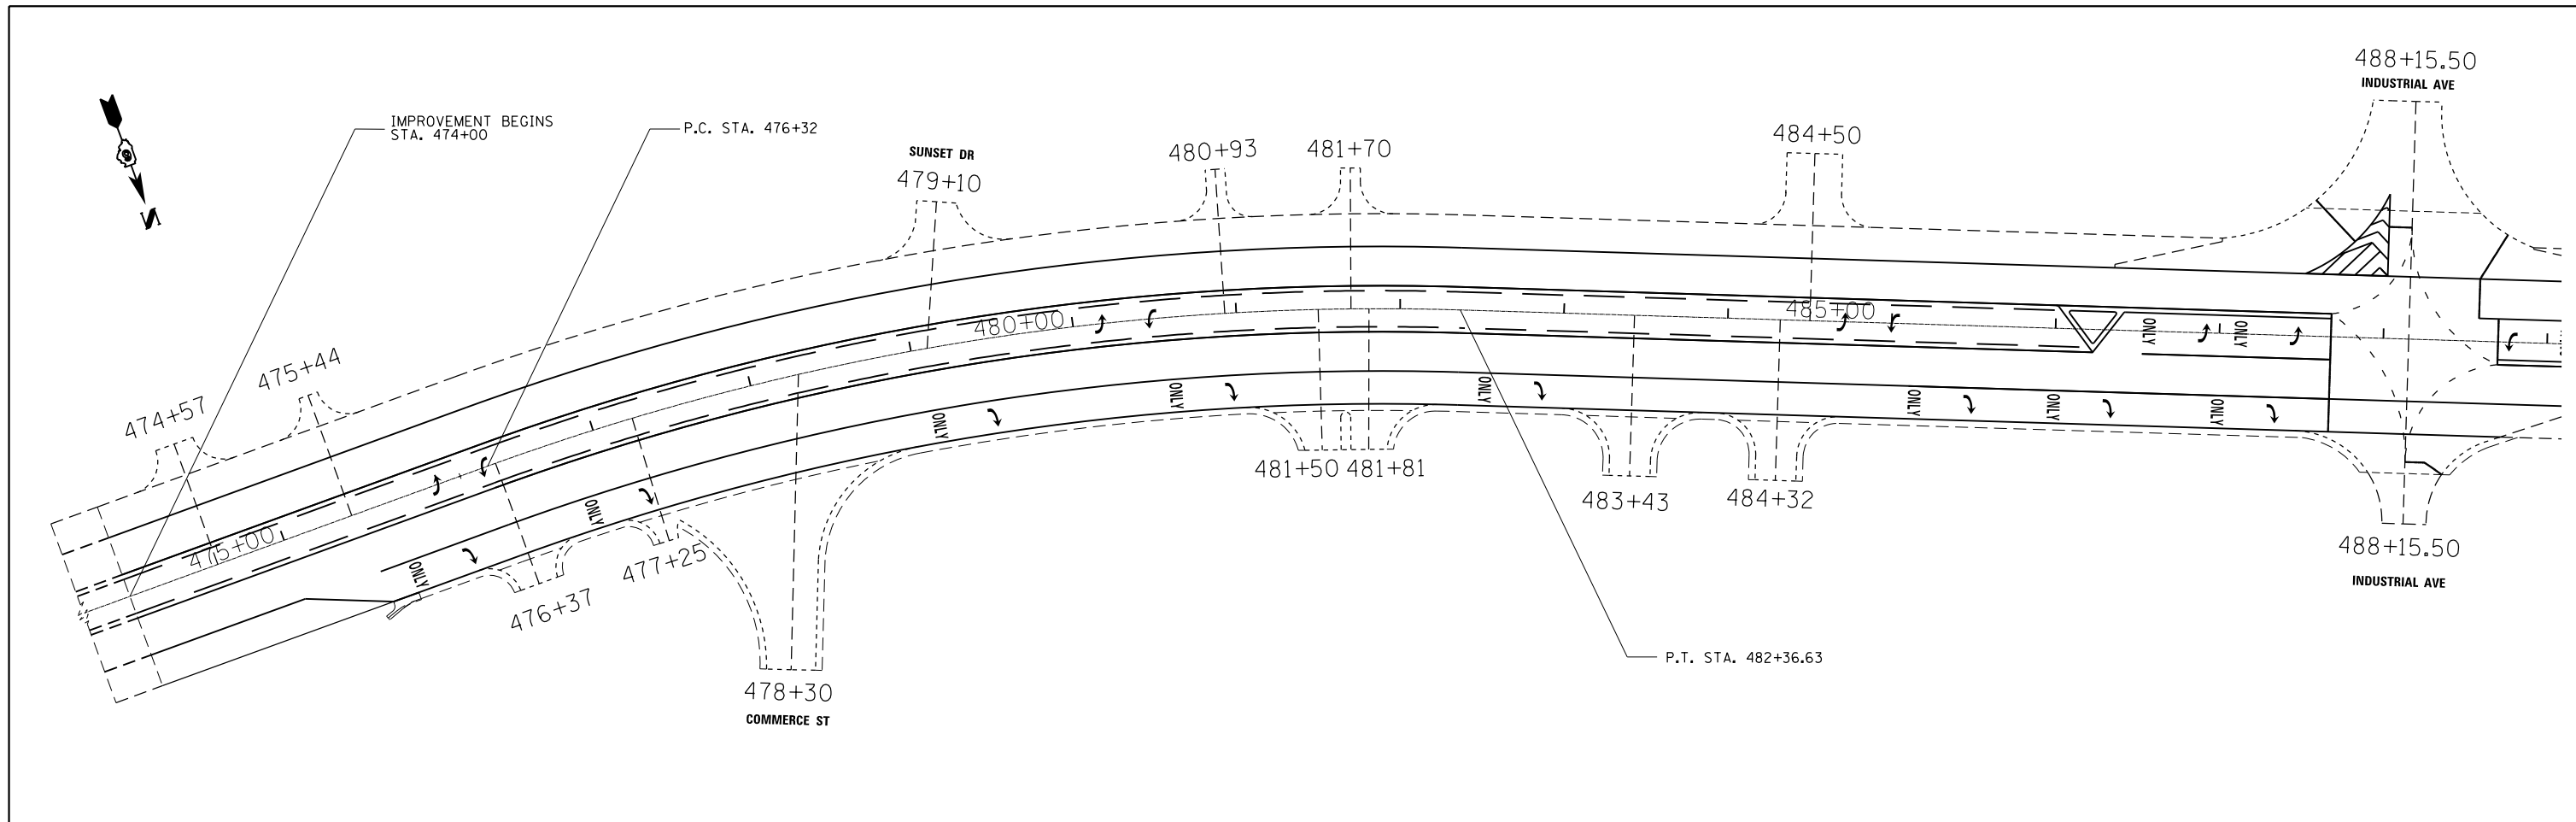 488+15.50
INDUSTRIAL AVE
IMPROVEMENT BEGINS
STA. 474+00
P.C. STA. 476+32
SUNSET DR
479+10
480+93
481+70
484+50
N
474+57
475+44
475+00
480+00
485+00
ONLY
ONLY
ONLY
ONLY
ONLY
ONLY
ONLY
ONLY
ONLY
ONLY
476+37
477+25
478+30
COMMERCE ST
481+50
481+81
483+43
484+32
P.T. STA. 482+36.63
488+15.50
INDUSTRIAL AVE